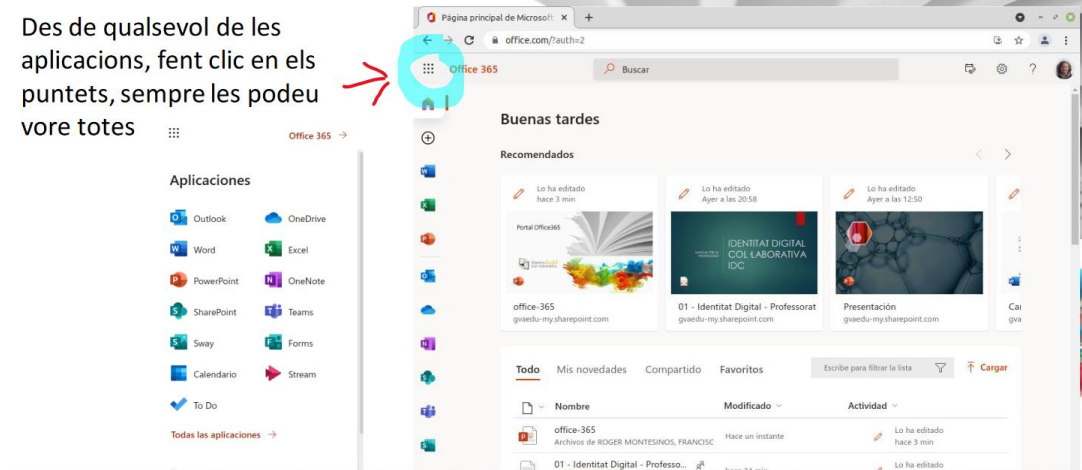 Des de qualsevol de les
aplicacions, fent clic en els
puntets, sempre les podeu
vore totes
Office 365 →
Aplicaciones
Outlook OneDrive
Word Excel
PowerPoint OneNote
SharePoint Teams
Sway Forms
Calendario Stream
To Do
Todas las aplicaciones →
Página principal de Microsoft
office.com/?auth=2
Office 365 Buscar
Buenas tardes
Recomendados
Lo ha editado
hace 3 min
Portal Office365
office-365
gvaedu-my.sharepoint.com
Lo ha editado
Ayer a las 20:58
IDENTITAT DIGITAL
COL·LABORATIVA
IDC
01 - Identitat Digital - Professorat
gvaedu-my.sharepoint.com
Lo ha editado
Ayer a las 12:50
Presentación
gvaedu-my.sharepoint.com
Todo Mis novedades Compartido Favoritos Escribe para filtrar la lista Cargar
Nombre Modificado Actividad
office-365
Archivos de ROGER MONTESINOS, FRANCISC Hace un instante
Lo ha editado
hace 3 min
01 - Identitat Digital - Professo...
Lo ha editado